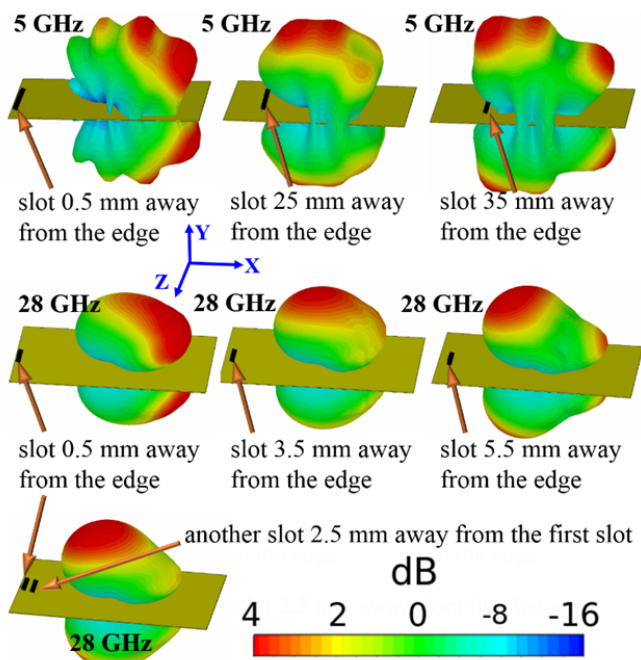 5 GHz
5 GHz
5 GHz
slot 0.5 mm away
from the edge
slot 25 mm away
from the edge
slot 35 mm away
from the edge
Y
X
Z
28 GHz
28 GHz
28 GHz
slot 0.5 mm away
from the edge
slot 3.5 mm away
from the edge
slot 5.5 mm away
from the edge
another slot 2.5 mm away from the first slot
28 GHz
dB
4 2 0 -8 -16